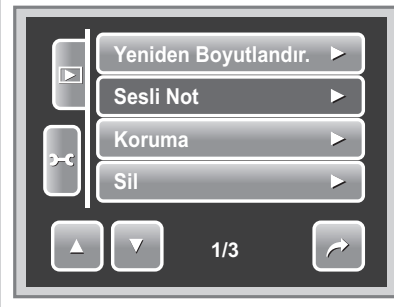 Yeniden Boyutlandır.
Sesli Not
Koruma
Sil
1/3